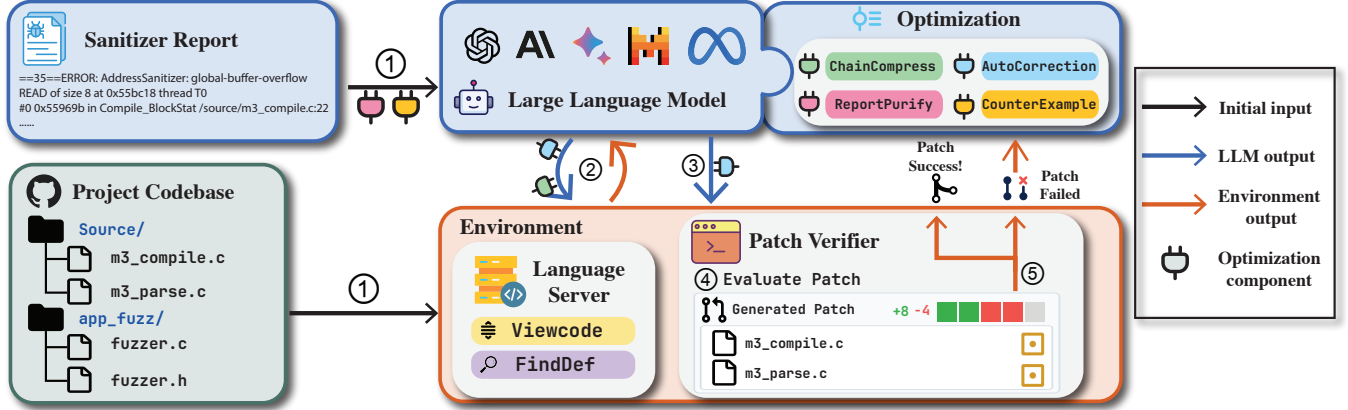 Sanitizer Report
==35==ERROR: AddressSanitizer: global-buffer-overflow
READ of size 8 at 0x55bc18 thread T0
#0 0x55969b in Compile_BlockStat /source/m3_compile.c:22
......
1
Large Language Model
Optimization
ChainCompress
AutoCorrection
ReportPurify
CounterExample
Initial input
LLM output
Environment
output
Optimization
component
2
3
Patch
Success!
Patch
Failed
Project Codebase
Source/
m3_compile.c
m3_parse.c
app_fuzz/
fuzzer.c
fuzzer.h
1
Environment
Language
Server
Viewcode
FindDef
Patch Verifier
4 Evaluate Patch
5
Generated Patch +8 -4
m3_compile.c
m3_parse.c